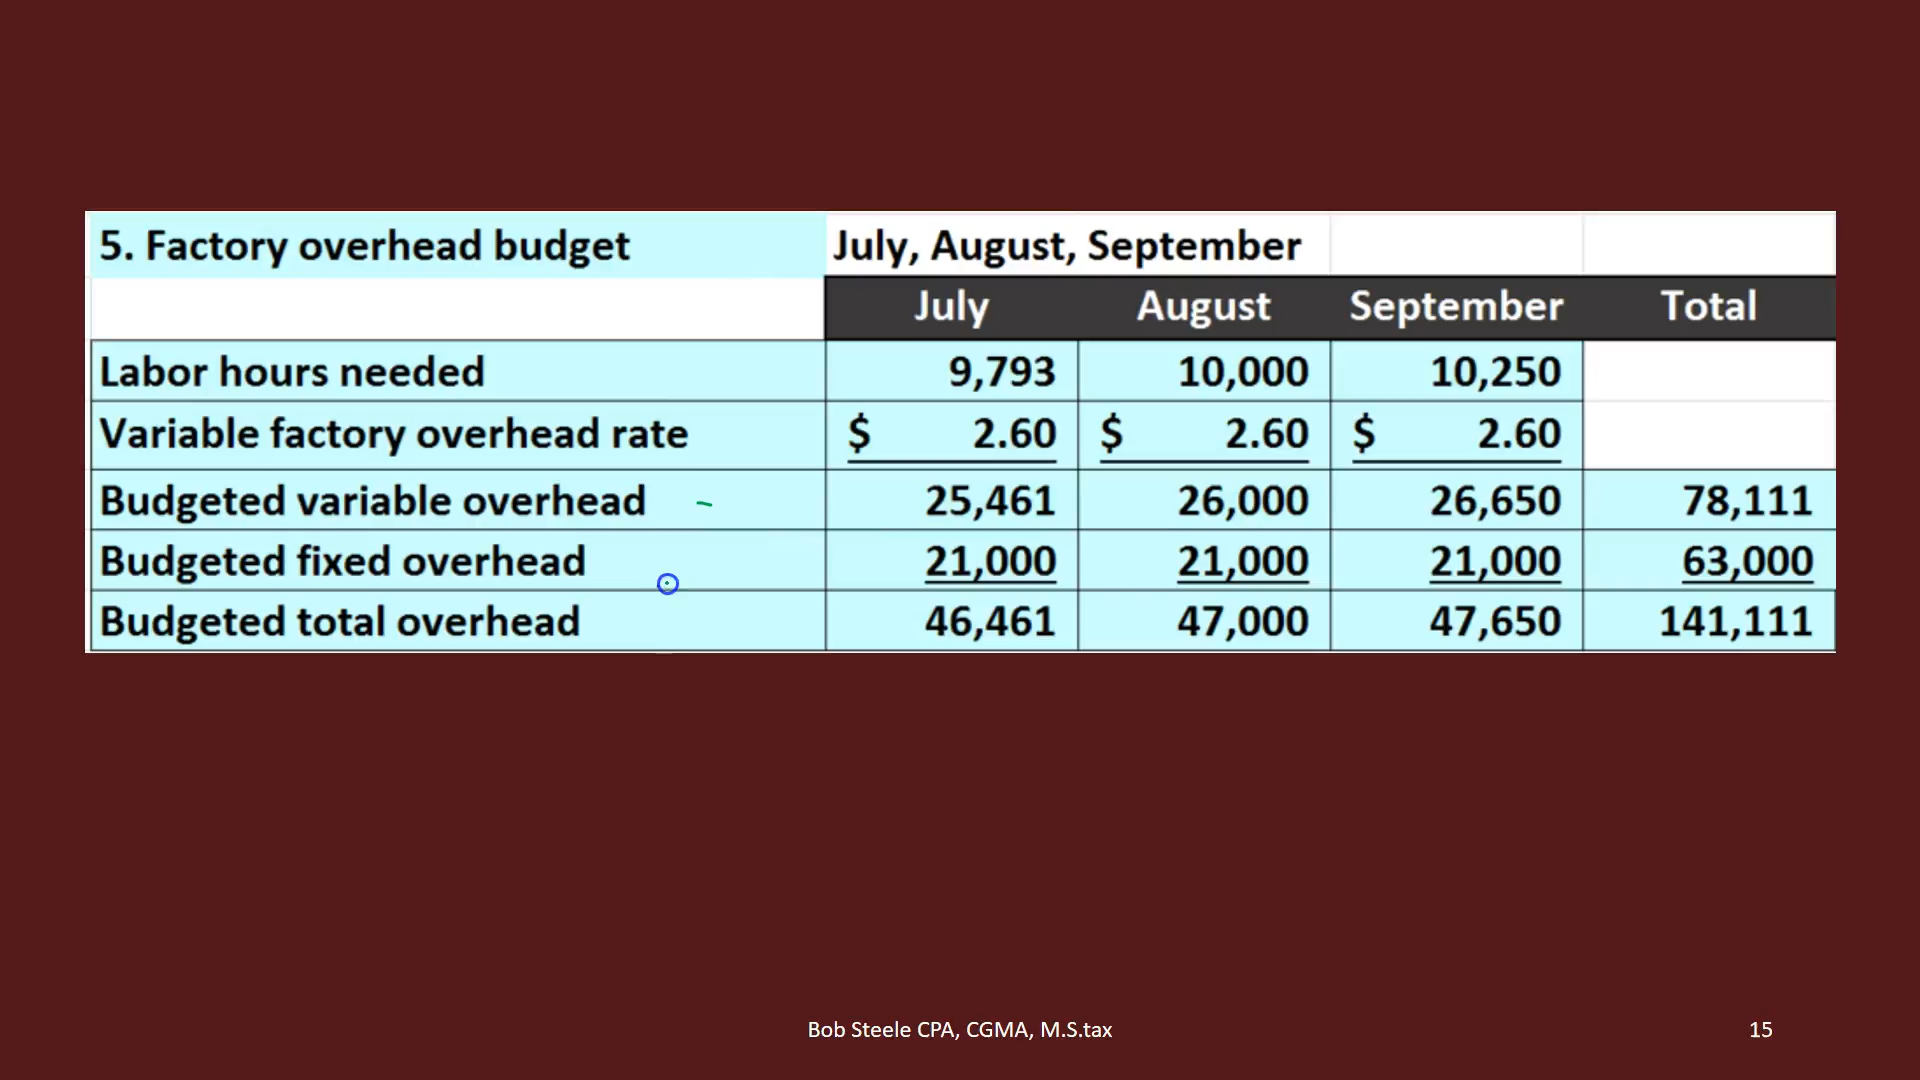 5. Factory overhead budget July, August, September
July August September Total
Labor hours needed 9,793 10,000 10,250
Variable factory overhead rate $ 2.60 $ 2.60 $ 2.60
Budgeted variable overhead 25,461 26,000 26,650 78,111
Budgeted fixed overhead 21,000 21,000 21,000 63,000
Budgeted total overhead 46,461 47,000 47,650 141,111
Bob Steele CPA, CGMA, M.S.tax 15